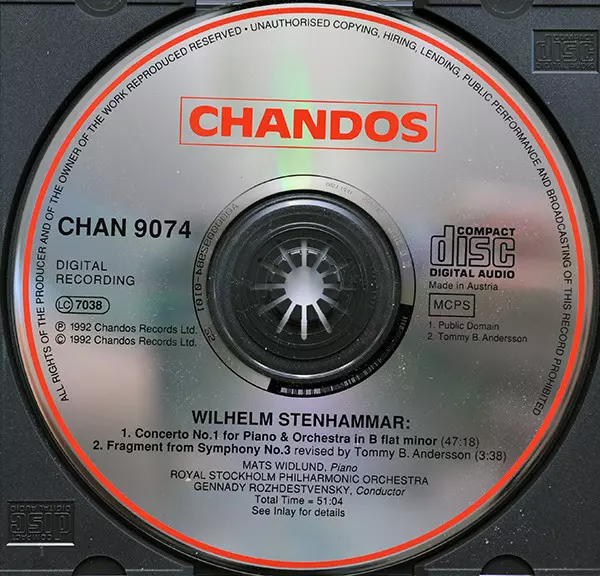 ALL RIGHTS OF THE PRODUCER AND OF THE OWNER OF THE WORK REPRODUCED RESERVED • UNAUTHORISED COPYING, HIRING, LENDING, PUBLIC PERFORMANCE AND BROADCASTING OF THIS RECORD PROHIBITED
CHANDOS
CHAN 9074
DIGITAL
RECORDING
LC 7038
℗ 1992 Chandos Records Ltd.
© 1992 Chandos Records Ltd.
COMPACT
disc
DIGITAL AUDIO
Made in Austria
MCPS
1. Public Domain
2. Tommy B. Andersson
WILHELM STENHAMMAR:
1. Concerto No.1 for Piano & Orchestra in B flat minor (47:18)
2. Fragment from Symphony No.3 revised by Tommy B. Andersson (3:38)
MATS WIDLUND, Piano
ROYAL STOCKHOLM PHILHARMONIC ORCHESTRA
GENNADY ROZHDESTVENSKY, Conductor
Total Time = 51:04
See Inlay for details
disc